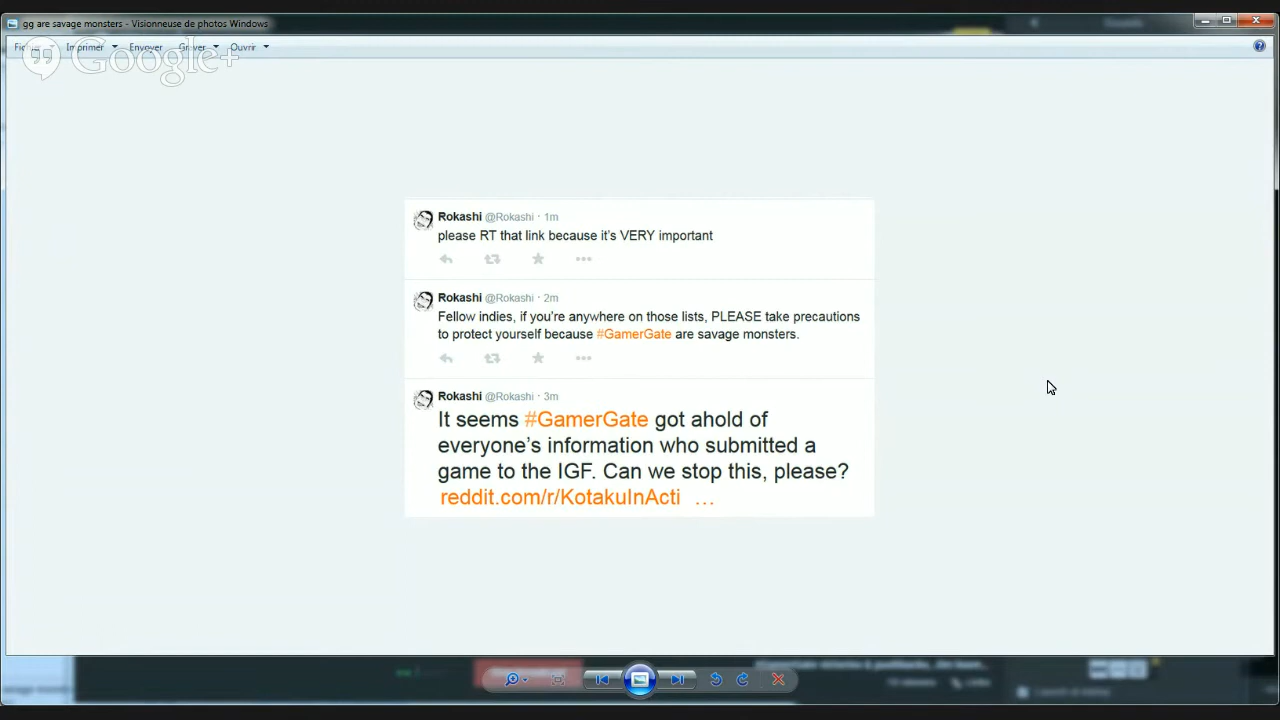 gg are savage monsters - Visionneuse de photos Windows
Imprimer Envoyer Graver Ouvrir
Google+
Rokashi @Rokashi · 1m
please RT that link because it's VERY important
Rokashi @Rokashi · 2m
Fellow indies, if you're anywhere on those lists, PLEASE take precautions
to protect yourself because #GamerGate are savage monsters.
Rokashi @Rokashi · 3m
It seems #GamerGate got ahold of
everyone's information who submitted a
game to the IGF. Can we stop this, please?
reddit.com/r/KotakuInActi …